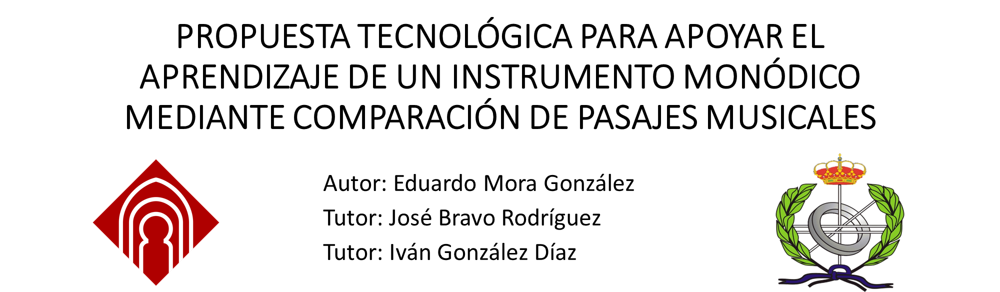 PROPUESTA TECNOLÓGICA PARA APOYAR EL
APRENDIZAJE DE UN INSTRUMENTO MONÓDICO
MEDIANTE COMPARACIÓN DE PASAJES MUSICALES
Autor: Eduardo Mora González
Tutor: José Bravo Rodríguez
Tutor: Iván González Díaz